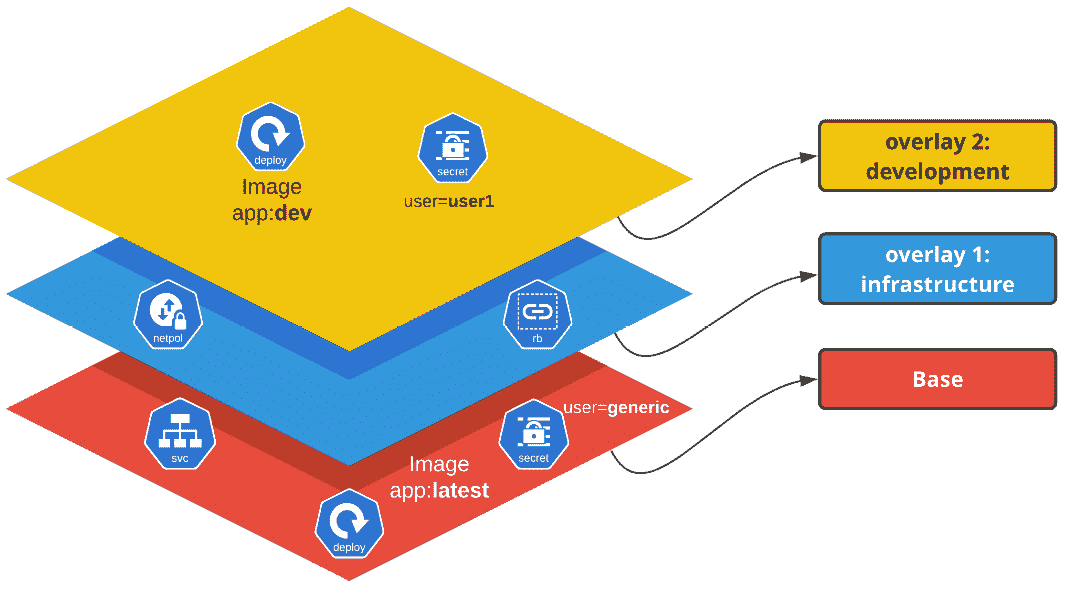 deploy
Image
app:dev
secret
user=user1
overlay 2:
development
netpol
rb
overlay 1:
infrastructure
svc
Image
app:latest
deploy
secret
user=generic
Base